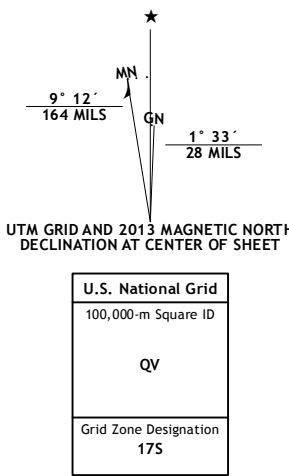 ★
MN
GN
9° 12´
164 MILS
1° 33´
28 MILS
UTM GRID AND 2013 MAGNETIC NORTH
DECLINATION AT CENTER OF SHEET
U.S. National Grid
100,000-m Square ID
QV
Grid Zone Designation
17S